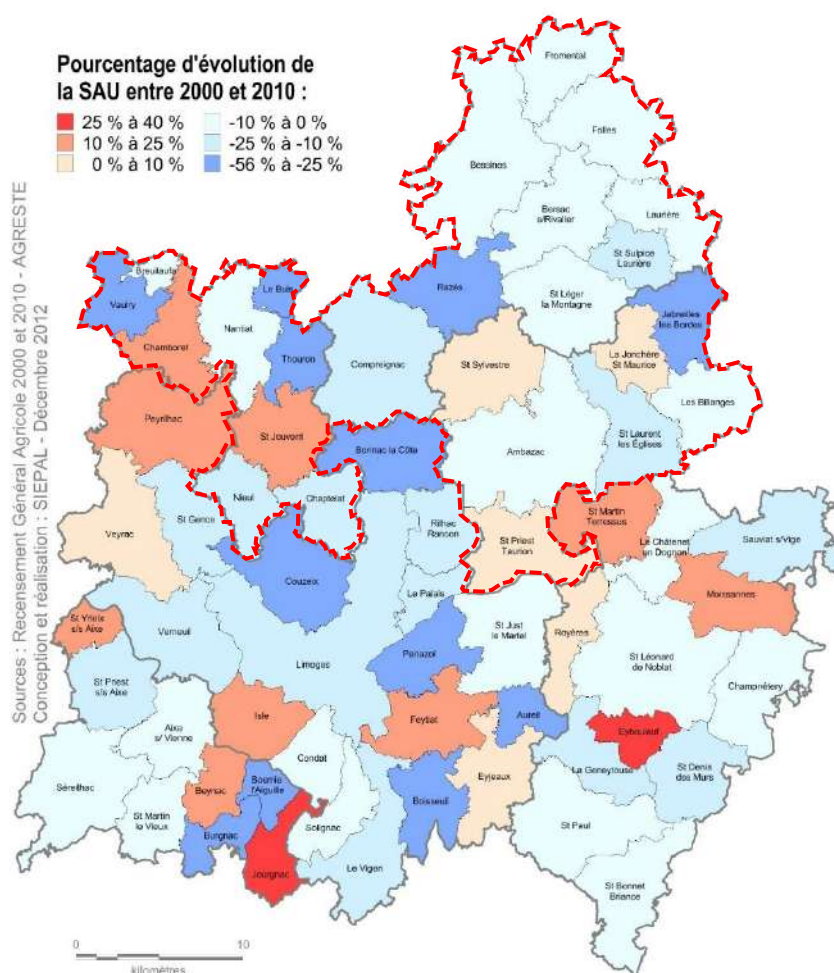 Pourcentage d'évolution de
la SAU entre 2000 et 2010 :
25 % à 40 %
10 % à 25 %
0 % à 10 %
-10 % à 0 %
-25 % à -10 %
-56 % à -25 %
Sources : Recensement Général Agricole 2000 et 2010 - AGRESTE
Conception et réalisation : SIEPAL - Décembre 2012
Fromental
Folles
Bessines
Bersac
s/Rivalier
Laurière
St Sulpice
Laurière
Breuilaufa
Le Buis
Vaulry
Razès
St Léger
la Montagne
Jabreilles
les Bordes
Nantiat
Chamboret
Thouron
Compreignac
St Sylvestre
La Jonchère
St Maurice
Les Billanges
Peyrilhac
St Jouvent
Bonnac la Côte
Ambazac
St Laurent
les Églises
Nieul
Chaptelat
St Gence
Veyrac
Rilhac
Rancon
St Priest
Taurion
St Martin
Terressus
Le Châtenet
en Dognon
Sauviat s/Vige
Couzeix
Le Palais
Moissannes
St Yrieix
s/s Aixe
Verneuil
Limoges
Panazol
St Just
le Martel
Royères
St Léonard
de Noblat
Champnétery
St Priest
s/s Aixe
Aixe
s/ Vienne
Isle
Feytiat
Aureil
Eybouleuf
La Geneytouse
St Denis
des Murs
Condat
Séreilhac
Beynac
Bosmie
l'Aiguille
Boisseuil
Eyjeaux
St Martin
le Vieux
Burgnac
Solignac
St Paul
Jourgnac
Le Vigen
St Bonnet
Briance
0
10
kilomètres